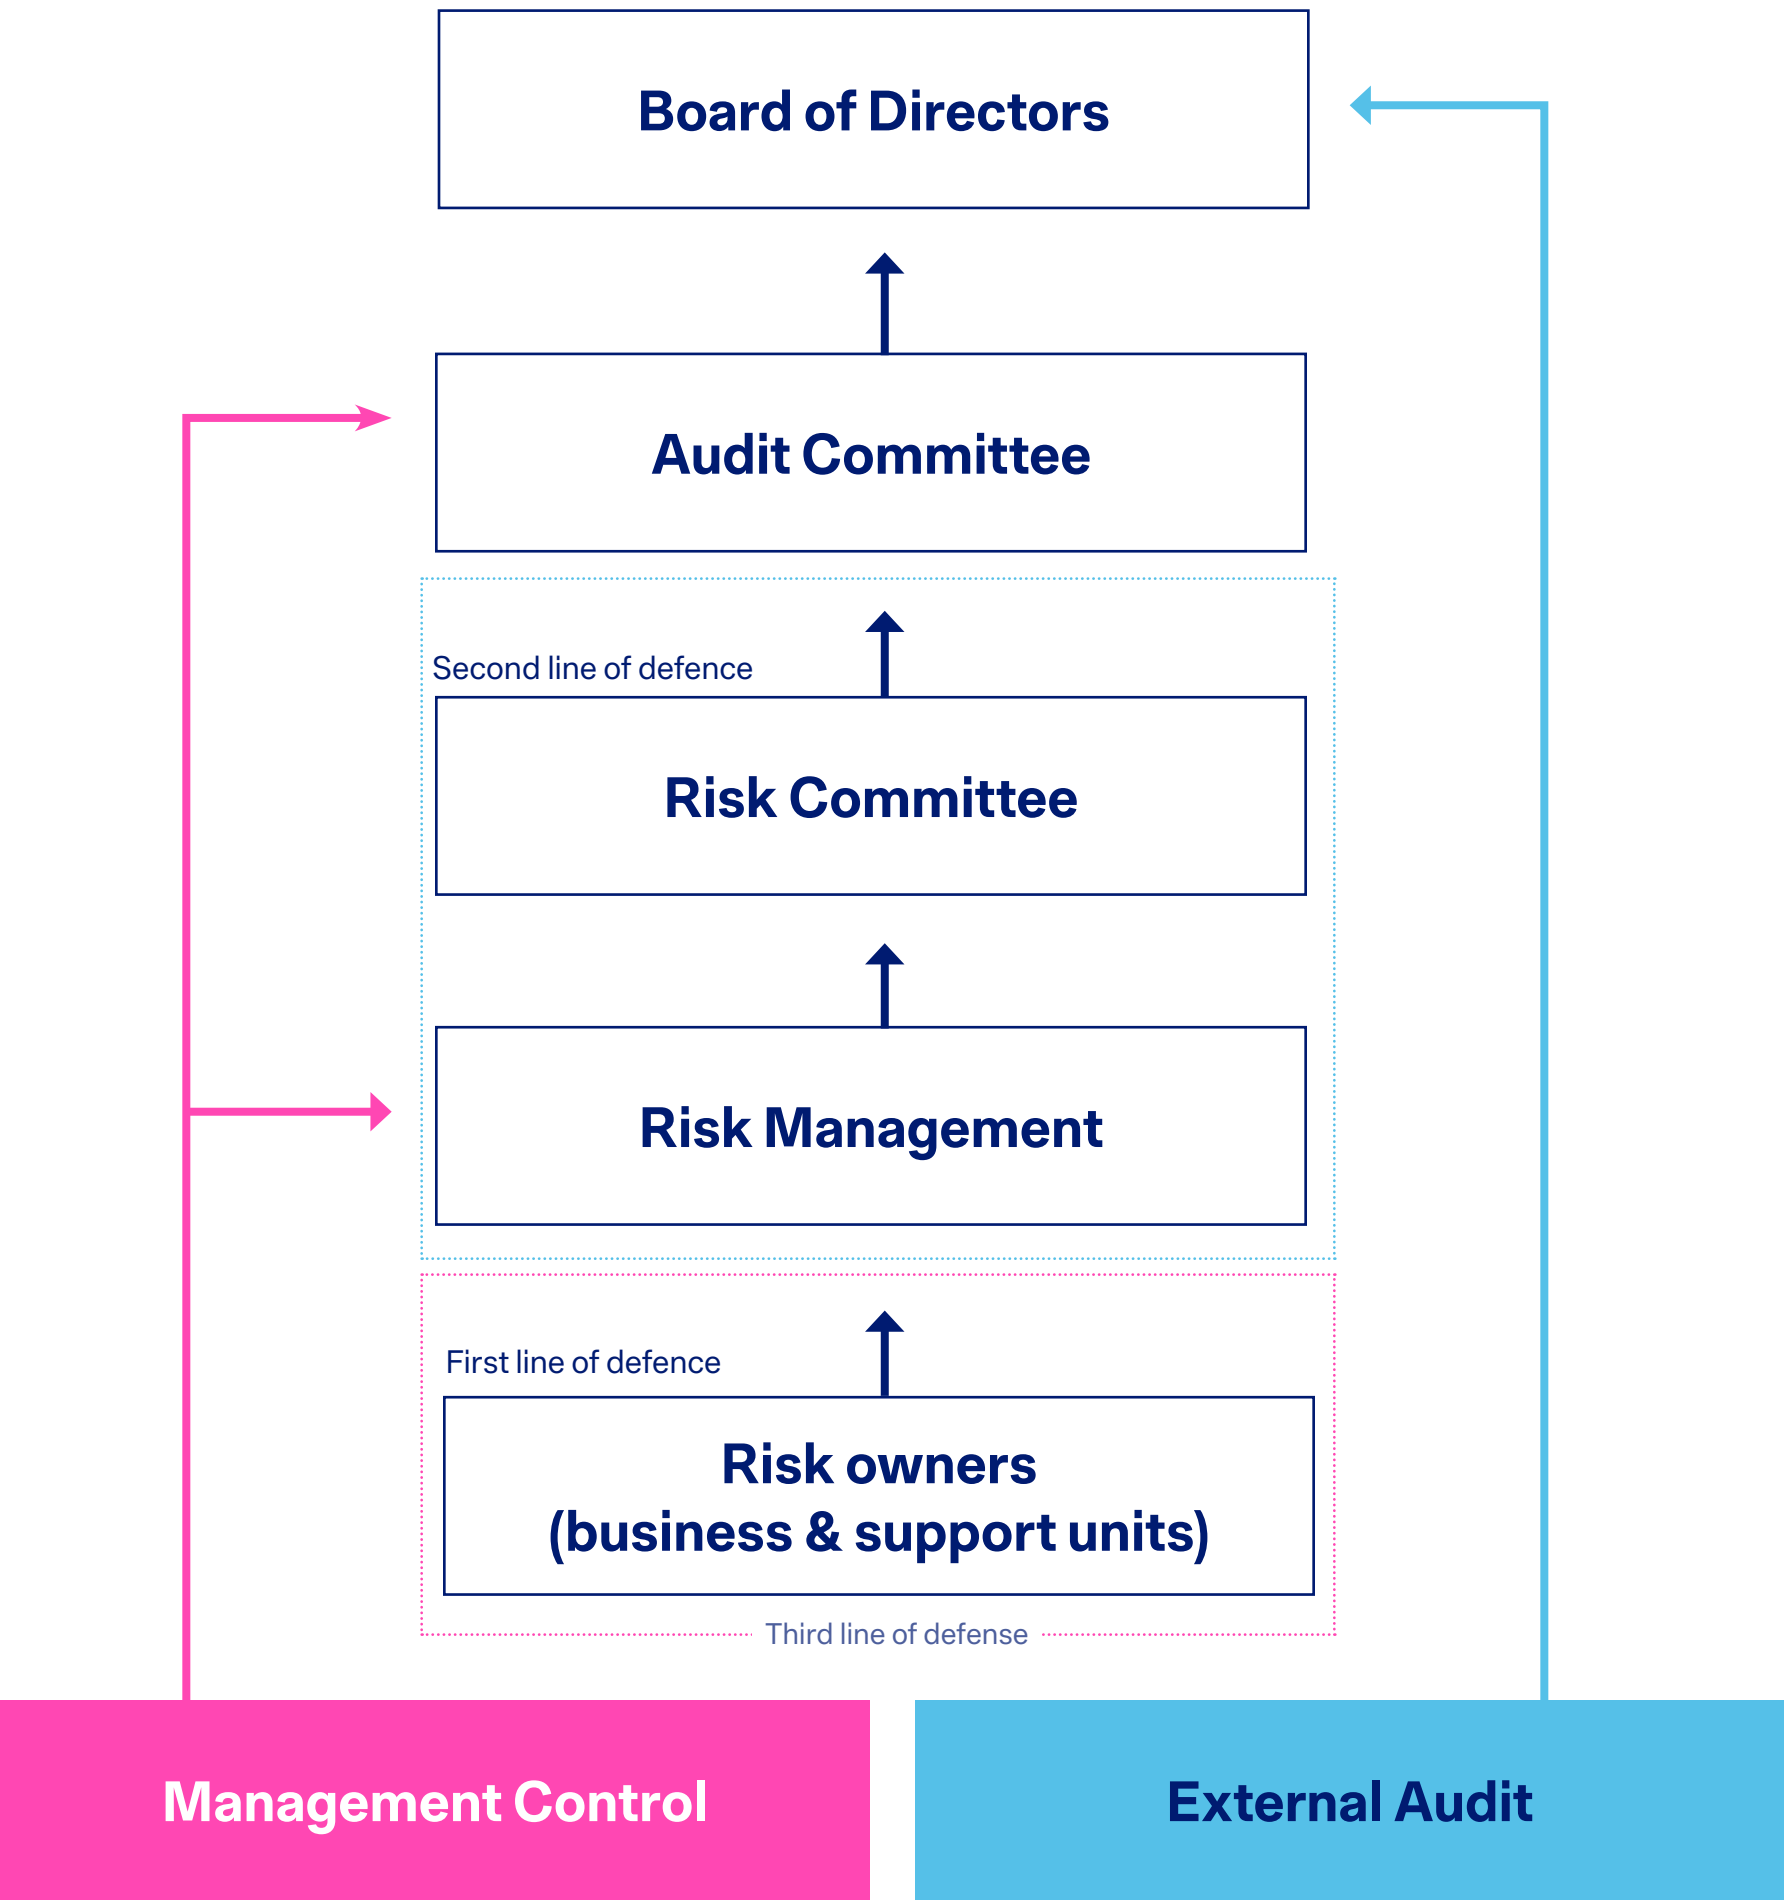 Board of Directors
Audit Committee
Second line of defence
Risk Committee
Risk Management
First line of defence
Risk owners
(business & support units)
Third line of defense
Management Control
External Audit